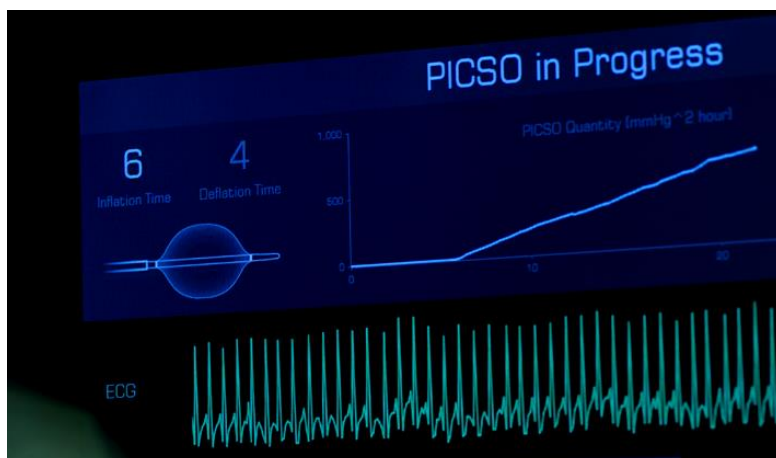 PICSO in Progress
6
4
Inflation Time
Deflation Time
PICSO Quantity (mmHg^2 hour)
1,000
500
0
0
10
20
ECG